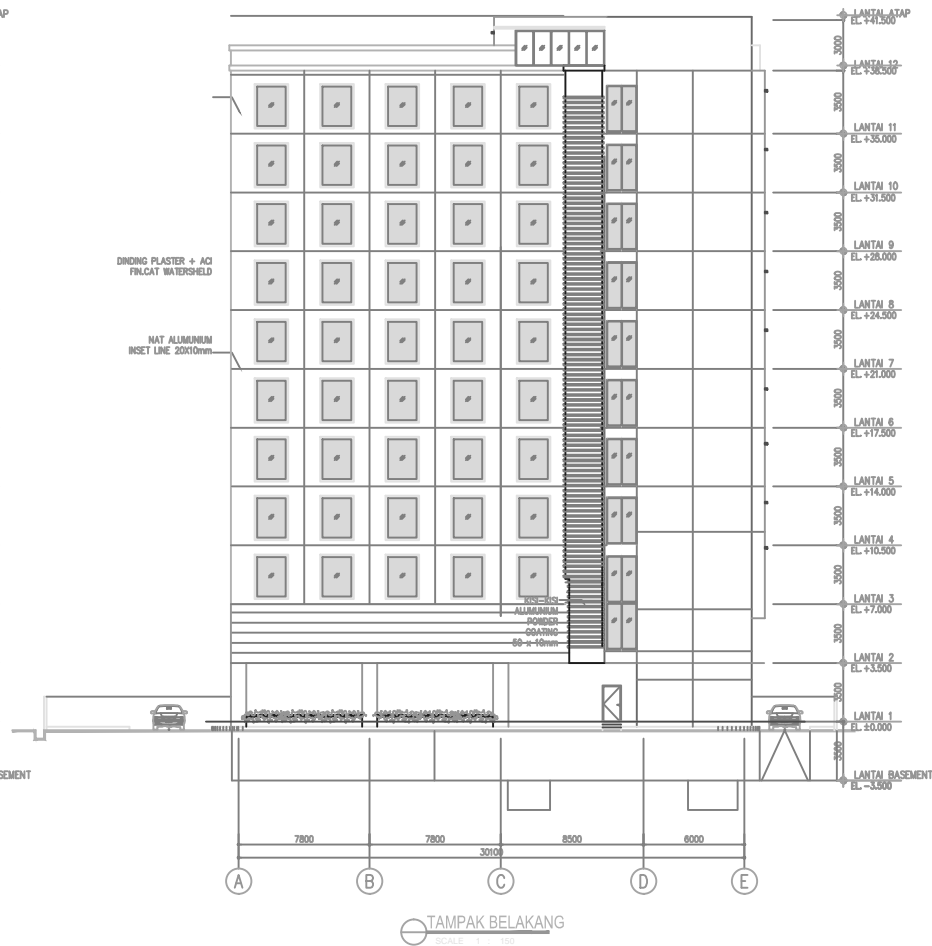 AP
LANTAI ATAP
EL. +41.500
3000
LANTAI 12
EL. +38.500
3500
LANTAI 11
EL. +35.000
3500
LANTAI 10
EL. +31.500
3500
LANTAI 9
EL. +28.000
DINDING PLASTER + ACI
FIN.CAT WATERSHELD
3500
LANTAI 8
EL. +24.500
3500
NAT ALUMUNIUM
INSET LINE 20X10mm
LANTAI 7
EL. +21.000
3500
LANTAI 6
EL. +17.500
3500
LANTAI 5
EL. +14.000
3500
LANTAI 4
EL. +10.500
3500
LANTAI 3
EL. +7.000
KISI-KISI
ALUMUNIUM
POWDER
COATING
50 x 10mm
3500
LANTAI 2
EL. +3.500
3500
LANTAI 1
EL. ±0.000
3500
SEMENT
LANTAI BASEMENT
EL. -3.500
7800 7800 8500 6000
30100
A B C D E
TAMPAK BELAKANG
SCALE 1 : 150